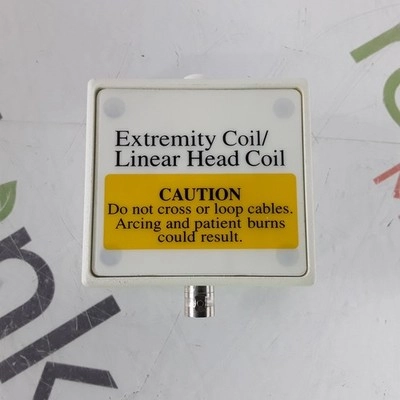 Extremity Coil/
Linear Head Coil
CAUTION
Do not cross or loop cables.
Arcing and patient burns
could result.